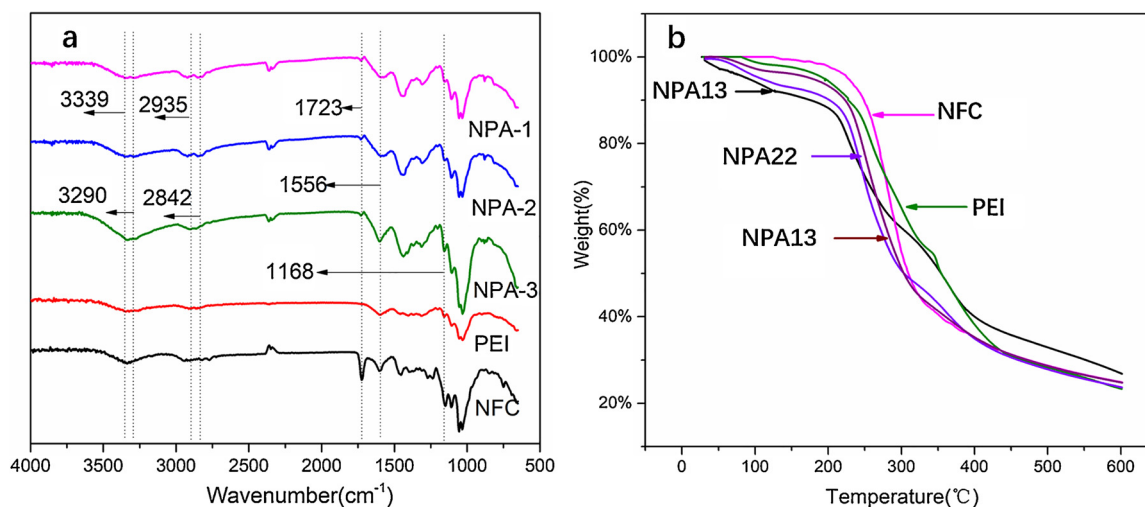 a
3339
2935
1723
NPA-1
1556
NPA-2
3290
2842
1168
NPA-3
PEI
NFC
4000
3500
3000
2500
2000
1500
1000
500
Wavenumber(cm⁻¹)
b
100%
80%
60%
40%
20%
Weight(%)
NPA13
NFC
NPA22
PEI
NPA13
0
100
200
300
400
500
600
Temperature(℃)